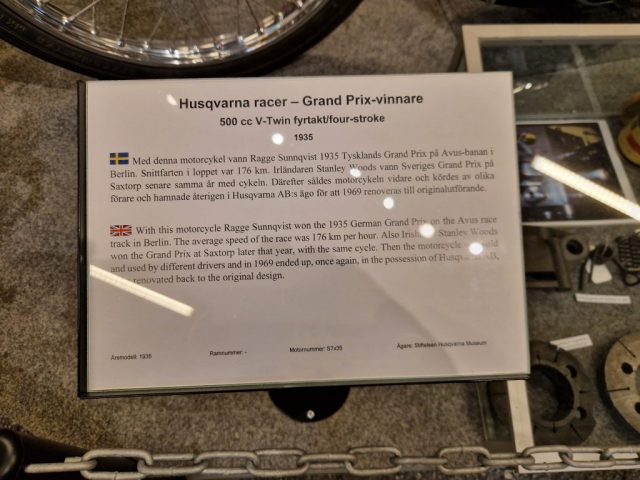 Husqvarna racer – Grand Prix-vinnare
500 cc V-Twin fyrtakt/four-stroke
1935
Med denna motorcykel vann Ragge Sunnqvist 1935 Tysklands Grand Prix på Avus-banan i
Berlin. Snittfarten i loppet var 176 km. Irländaren Stanley Woods vann Sveriges Grand Prix på
Saxtorp senare samma år med cykeln. Därefter såldes motorcykeln vidare och kördes av olika
förare och hamnade återigen i Husqvarna AB:s ägo för att 1969 renoveras till originalutförande.
With this motorcycle Ragge Sunnqvist won the 1935 German Grand Prix on the Avus race
track in Berlin. The average speed of the race was 176 km per hour. Also Stanley Woods
won the Grand Prix at Saxtorp later that year, with the same cycle. Then the motorcycle
and used by different drivers and in 1969 ended up, once again, in the possession of Husqvarna AB,
renovated back to the original design.
Årsmodell: 1935 Ramnummer: - Motornummer: S7x35 Ägare: Stiftelsen Husqvarna Museum